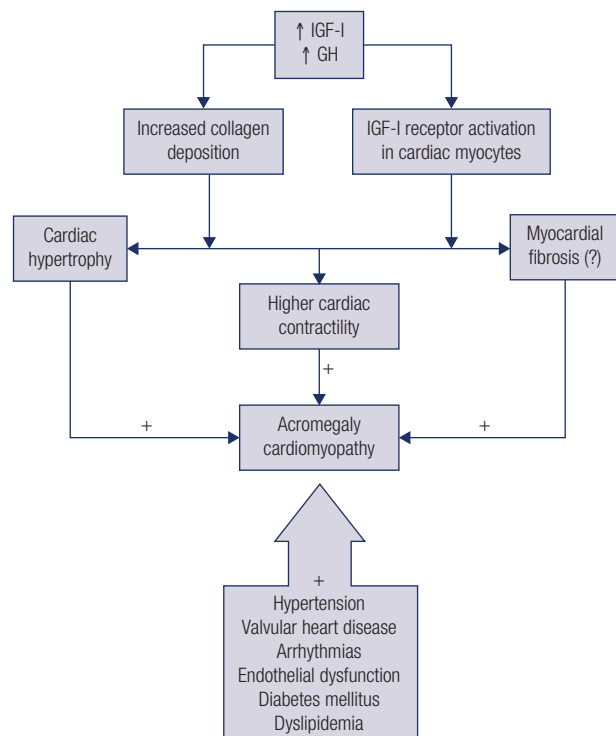 ↑ IGF-I
↑ GH
Increased collagen
deposition
IGF-I receptor activation
in cardiac myocytes
Cardiac
hypertrophy
Myocardial
fibrosis (?)
Higher cardiac
contractility
+
+
+
Acromegaly
cardiomyopathy
+
Hypertension
Valvular heart disease
Arrhythmias
Endothelial dysfunction
Diabetes mellitus
Dyslipidemia